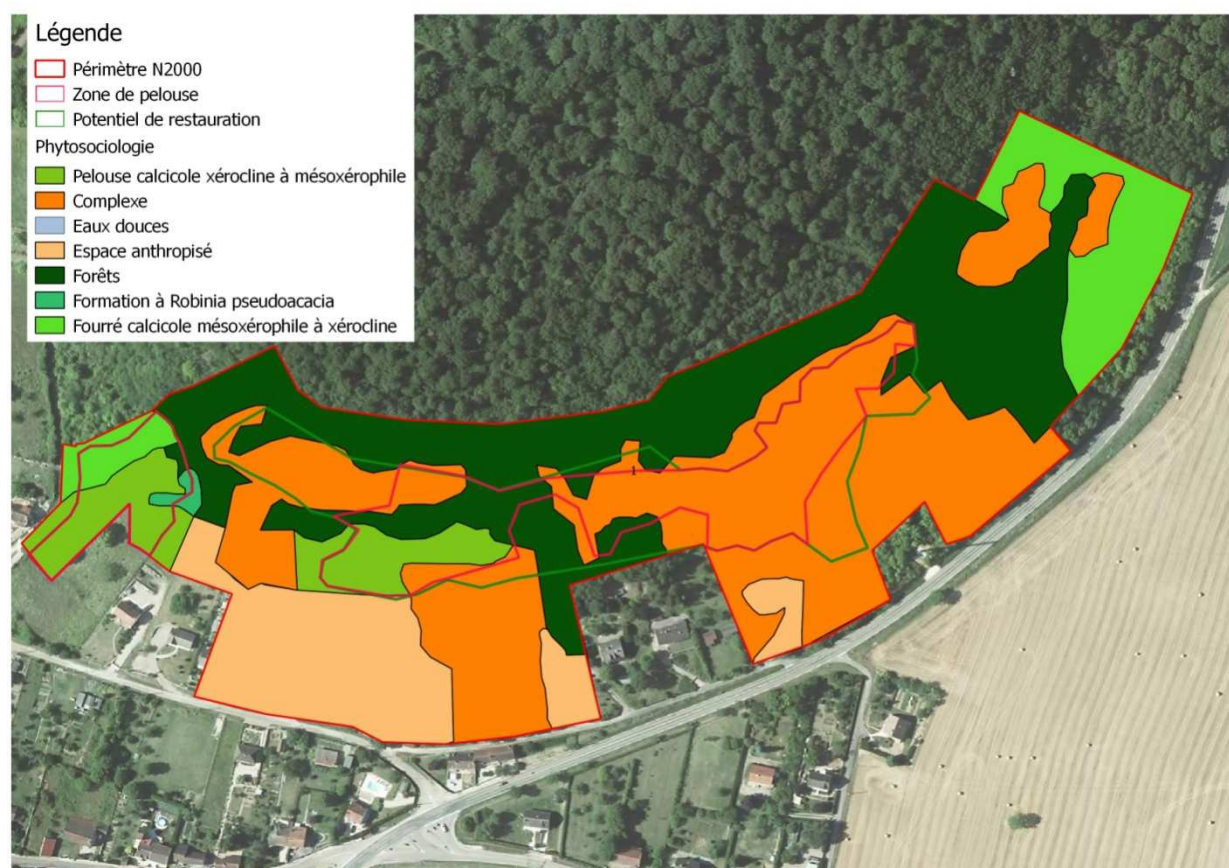 Légende
Périmètre N2000
Zone de pelouse
Potentiel de restauration
Phytosociologie
Pelouse calcicole xérocline à mésoxérophile
Complexe
Eaux douces
Espace anthropisé
Forêts
Formation à Robinia pseudoacacia
Fourré calcicole mésoxérophile à xérocline
1